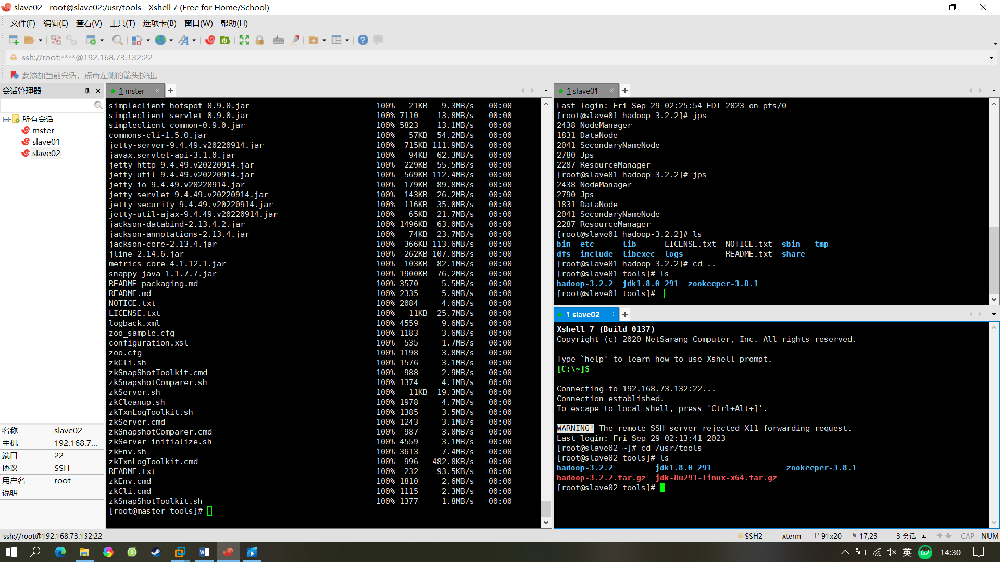 slave02 - root@slave02:/usr/tools - Xshell 7 (Free for Home/School)
文件(F) 编辑(E) 查看(V) 工具(T) 选项卡(B) 窗口(W) 帮助(H)
ssh://root:****@192.168.73.132:22
要添加当前会话，点击左侧的箭头按钮。
会话管理器
所有会话
mster
slave01
slave02
名称 slave02
主机 192.168.7...
端口 22
协议 SSH
用户名 root
说明
1 mster
simpleclient_hotspot-0.9.0.jar 100% 21KB 9.3MB/s 00:00
simpleclient_servlet-0.9.0.jar 100% 7110 13.8MB/s 00:00
simpleclient_common-0.9.0.jar 100% 5823 13.1MB/s 00:00
commons-cli-1.5.0.jar 100% 57KB 54.2MB/s 00:00
jetty-server-9.4.49.v20220914.jar 100% 715KB 111.9MB/s 00:00
javax.servlet-api-3.1.0.jar 100% 94KB 62.3MB/s 00:00
jetty-http-9.4.49.v20220914.jar 100% 229KB 55.5MB/s 00:00
jetty-util-9.4.49.v20220914.jar 100% 569KB 112.4MB/s 00:00
jetty-io-9.4.49.v20220914.jar 100% 179KB 89.8MB/s 00:00
jetty-servlet-9.4.49.v20220914.jar 100% 143KB 26.2MB/s 00:00
jetty-security-9.4.49.v20220914.jar 100% 116KB 35.0MB/s 00:00
jetty-util-ajax-9.4.49.v20220914.jar 100% 65KB 21.7MB/s 00:00
jackson-databind-2.13.4.2.jar 100% 1496KB 63.0MB/s 00:00
jackson-annotations-2.13.4.jar 100% 74KB 23.7MB/s 00:00
jackson-core-2.13.4.jar 100% 366KB 113.6MB/s 00:00
jline-2.14.6.jar 100% 262KB 107.8MB/s 00:00
metrics-core-4.1.12.1.jar 100% 103KB 82.1MB/s 00:00
snappy-java-1.1.7.7.jar 100% 1900KB 76.2MB/s 00:00
README_packaging.md 100% 3570 5.5MB/s 00:00
README.md 100% 2335 5.9MB/s 00:00
NOTICE.txt 100% 2084 4.6MB/s 00:00
LICENSE.txt 100% 11KB 25.7MB/s 00:00
logback.xml 100% 4559 9.6MB/s 00:00
zoo_sample.cfg 100% 1183 3.6MB/s 00:00
configuration.xsl 100% 535 1.7MB/s 00:00
zoo.cfg 100% 1198 3.8MB/s 00:00
zkCli.sh 100% 1576 3.1MB/s 00:00
zkSnapShotToolkit.cmd 100% 988 2.9MB/s 00:00
zkSnapshotComparer.sh 100% 1374 4.1MB/s 00:00
zkServer.sh 100% 11KB 19.3MB/s 00:00
zkCleanup.sh 100% 1978 4.7MB/s 00:00
zkTxnLogToolkit.sh 100% 1385 3.5MB/s 00:00
zkServer.cmd 100% 1243 3.1MB/s 00:00
zkSnapshotComparer.cmd 100% 987 3.0MB/s 00:00
zkServer-initialize.sh 100% 4559 3.1MB/s 00:00
zkEnv.sh 100% 3613 7.4MB/s 00:00
zkTxnLogToolkit.cmd 100% 996 482.8KB/s 00:00
README.txt 100% 232 93.5KB/s 00:00
zkEnv.cmd 100% 1810 2.6MB/s 00:00
zkCli.cmd 100% 1115 2.3MB/s 00:00
zkSnapShotToolkit.sh 100% 1377 1.8MB/s 00:00
[root@master tools]#
1 slave01
Last login: Fri Sep 29 02:25:54 EDT 2023 on pts/0
[root@slave01 hadoop-3.2.2]# jps
2438 NodeManager
1831 DataNode
2041 SecondaryNameNode
2780 Jps
2287 ResourceManager
[root@slave01 hadoop-3.2.2]# jps
2438 NodeManager
2790 Jps
1831 DataNode
2041 SecondaryNameNode
2287 ResourceManager
[root@slave01 hadoop-3.2.2]# ls
bin etc lib LICENSE.txt NOTICE.txt sbin tmp
dfs include libexec logs README.txt share
[root@slave01 hadoop-3.2.2]# cd ..
[root@slave01 tools]# ls
hadoop-3.2.2 jdk1.8.0_291 zookeeper-3.8.1
[root@slave01 tools]#
1 slave02
Xshell 7 (Build 0137)
Copyright (c) 2020 NetSarang Computer, Inc. All rights reserved.
Type `help' to learn how to use Xshell prompt.
[C:\~]$
Connecting to 192.168.73.132:22...
Connection established.
To escape to local shell, press 'Ctrl+Alt+]'.
WARNING! The remote SSH server rejected X11 forwarding request.
Last login: Fri Sep 29 02:13:41 2023
[root@slave02 ~]# cd /usr/tools
[root@slave02 tools]# ls
hadoop-3.2.2 jdk1.8.0_291 zookeeper-3.8.1
hadoop-3.2.2.tar.gz jdk-8u291-linux-x64.tar.gz
[root@slave02 tools]#
ssh://root@192.168.73.132:22 SSH2 xterm 91x20 17,23 3 会话 CAP NUM
英 62 14:30